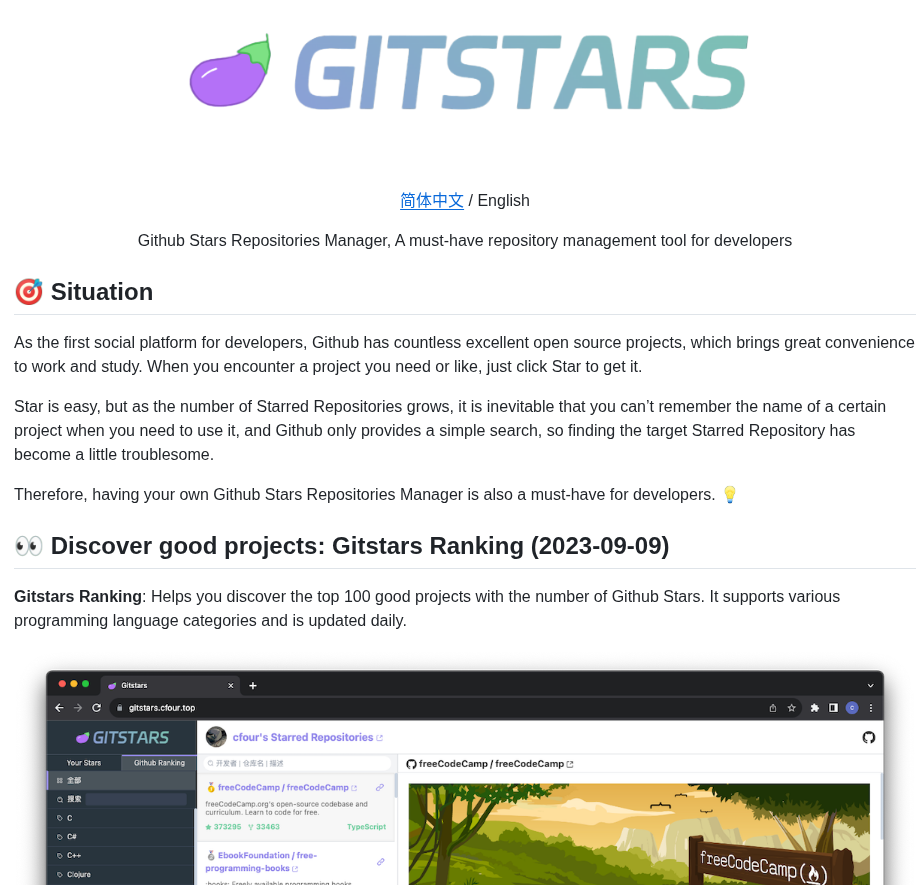 GITSTARS
简体中文 / English
Github Stars Repositories Manager, A must-have repository management tool for developers
🎯 Situation
As the first social platform for developers, Github has countless excellent open source projects, which brings great convenience
to work and study. When you encounter a project you need or like, just click Star to get it.
Star is easy, but as the number of Starred Repositories grows, it is inevitable that you can’t remember the name of a certain
project when you need to use it, and Github only provides a simple search, so finding the target Starred Repository has
become a little troublesome.
Therefore, having your own Github Stars Repositories Manager is also a must-have for developers. 💡
👀 Discover good projects: Gitstars Ranking (2023-09-09)
Gitstars Ranking: Helps you discover the top 100 good projects with the number of Github Stars. It supports various
programming language categories and is updated daily.
Gitstars
gitstars.cfour.top
GITSTARS
cfour's Starred Repositories
Your Stars
Github Ranking
开发者 | 仓库名 | 描述
freeCodeCamp / freeCodeCamp
全部
搜索
C
C#
C++
Clojure
freeCodeCamp / freeCodeCamp
freeCodeCamp.org's open-source codebase and
curriculum. Learn to code for free.
373295
33463
TypeScript
EbookFoundation / free-
programming-books
:books: Freely available programming books
freeCodeCamp